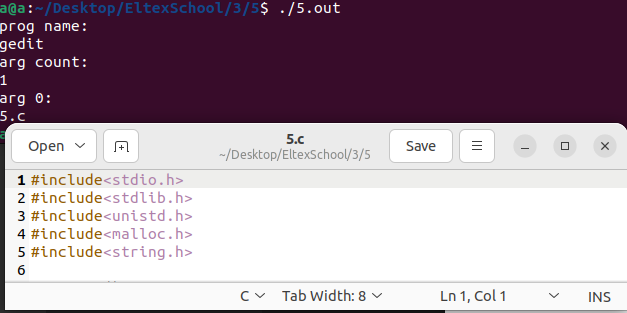 a@a:~/Desktop/EltexSchool/3/5$ ./5.out
prog name:
gedit
arg count:
1
arg 0:
5.c
Open
5.c
~/Desktop/EltexSchool/3/5
Save
1 #include<stdio.h>
2 #include<stdlib.h>
3 #include<unistd.h>
4 #include<malloc.h>
5 #include<string.h>
6
C
Tab Width: 8
Ln 1, Col 1
INS